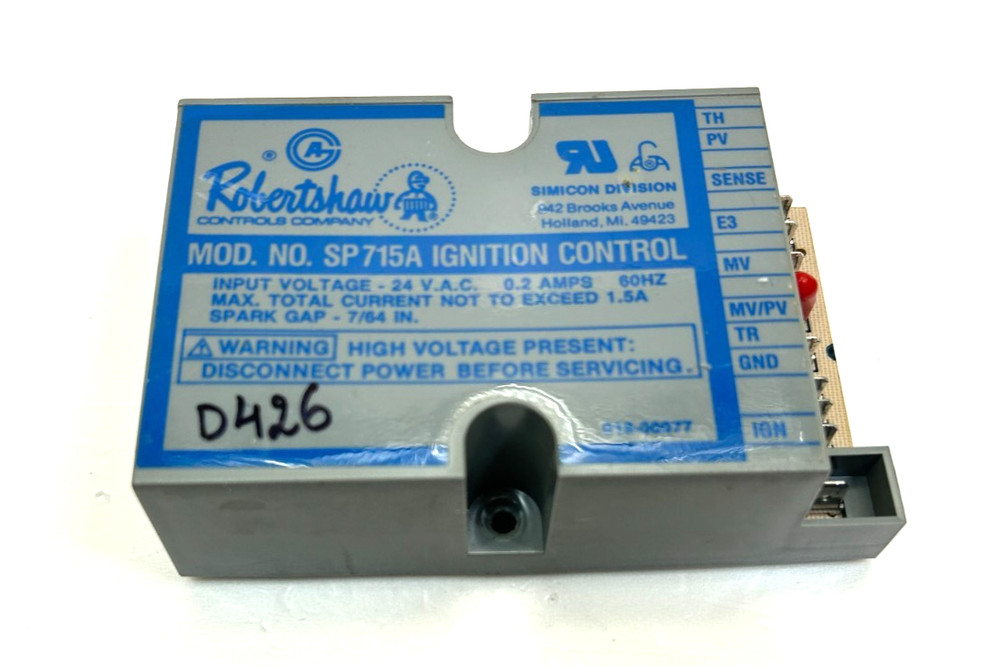 ® Robertshaw ®
CONTROLS COMPANY
SIMICON DIVISION
942 Brooks Avenue
Holland, Mi. 49423
MOD. NO. SP715A IGNITION CONTROL
INPUT VOLTAGE - 24 V.A.C. 0.2 AMPS 60HZ
MAX. TOTAL CURRENT NOT TO EXCEED 1.5A
SPARK GAP - 7/64 IN.
⚠ WARNING HIGH VOLTAGE PRESENT:
DISCONNECT POWER BEFORE SERVICING.
D426
TH
PV
SENSE
E3
MV
MV/PV
TR
GND
IGN